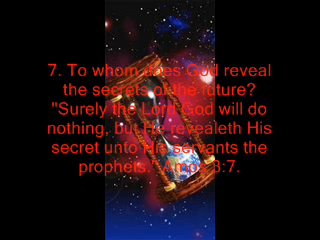 7. To whom does God reveal
the secrets of the future?
"Surely the Lord God will do
nothing, but He revealeth His
secret unto His servants the
prophets." Amos 3:7.